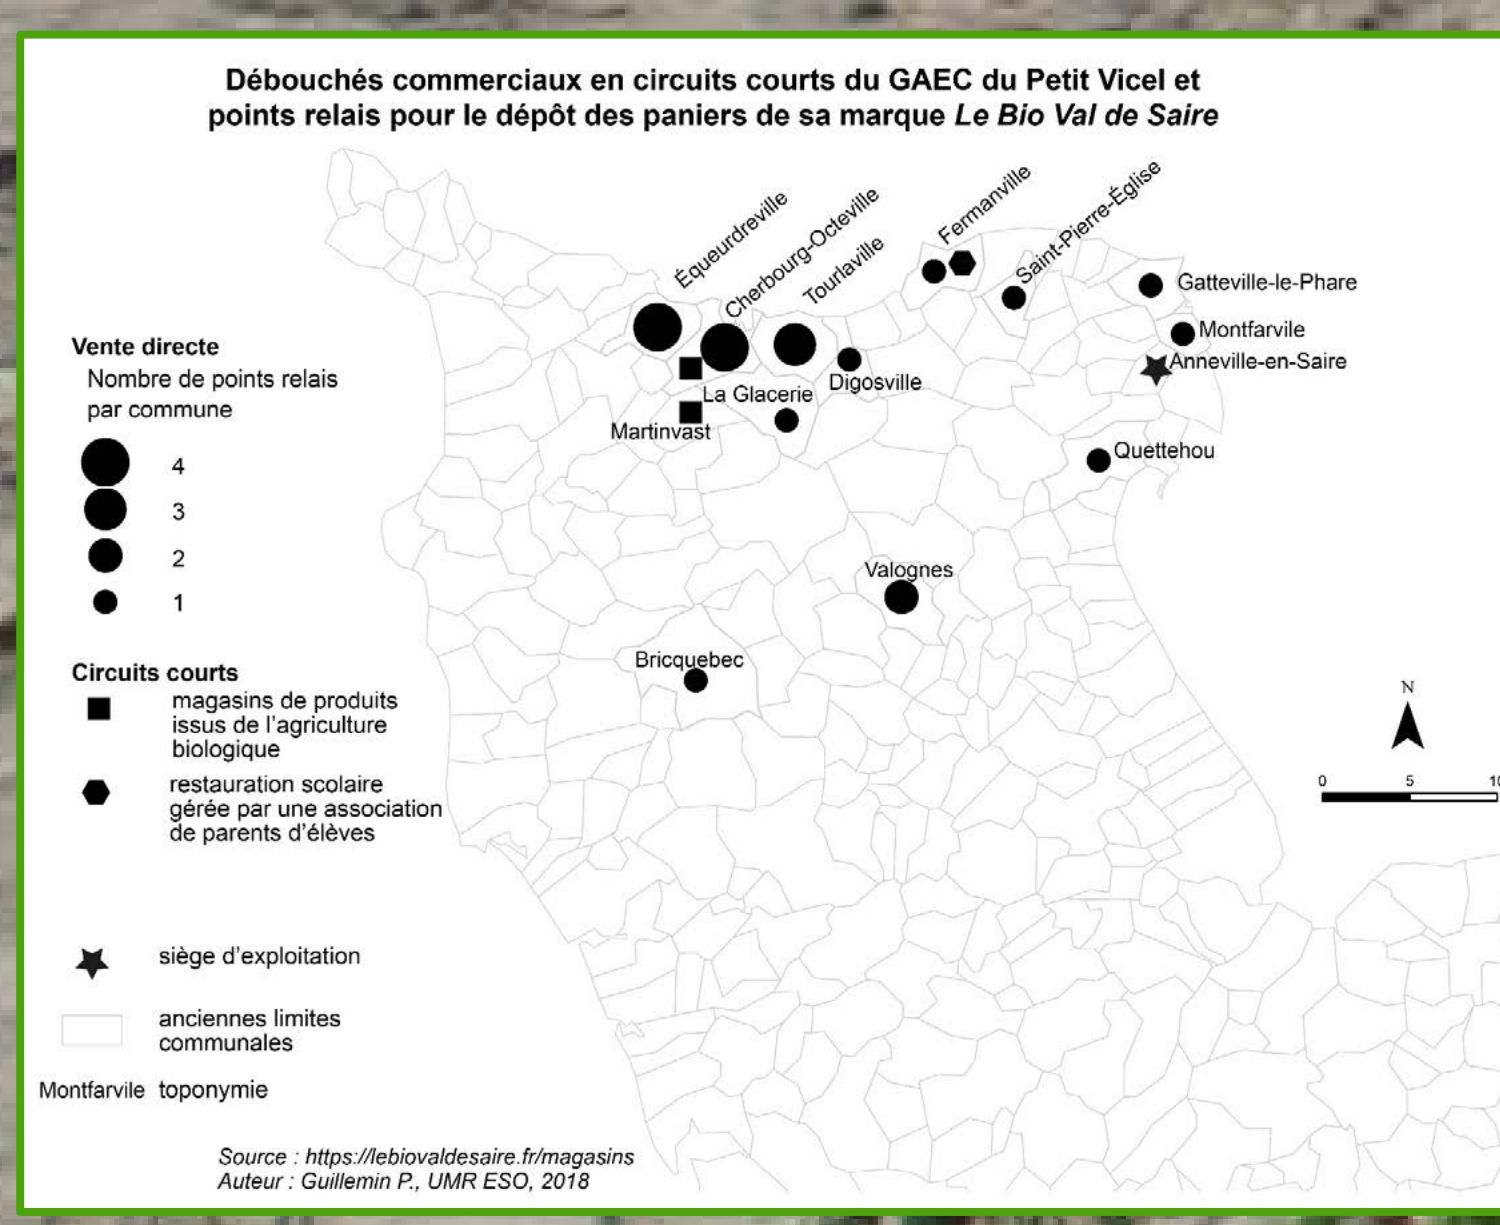 Débouchés commerciaux en circuits courts du GAEC du Petit Vicel et
points relais pour le dépôt des paniers de sa marque Le Bio Val de Saire
Équeurdreville
Cherbourg-Octeville
Tourlaville
Fermanville
Saint-Pierre-Église
Gatteville-le-Phare
Montfarvile
Anneville-en-Saire
Digosville
La Glacerie
Martinvast
Quettehou
Valognes
Bricquebec
Vente directe
Nombre de points relais
par commune
4
3
2
1
Circuits courts
magasins de produits
issus de l'agriculture
biologique
restauration scolaire
gérée par une association
de parents d'élèves
siège d'exploitation
anciennes limites
communales
Montfarvile toponymie
N
0 5 10
Source : https://lebiovaldesaire.fr/magasins
Auteur : Guillemin P., UMR ESO, 2018